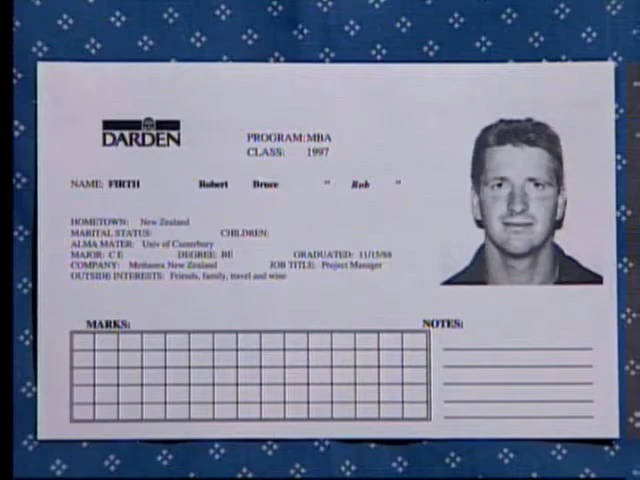 DARDEN
PROGRAM: MBA
CLASS: 1997
NAME: FIRTH Robert Bruce " Rob "
HOMETOWN: New Zealand
MARITAL STATUS: CHILDREN:
ALMA MATER: Univ of Canterbury
MAJOR: C E DEGREE: BE GRADUATED: 11/15/88
COMPANY: Methanex New Zealand JOB TITLE: Project Manager
OUTSIDE INTERESTS: Friends, family, travel and wine
MARKS: NOTES: